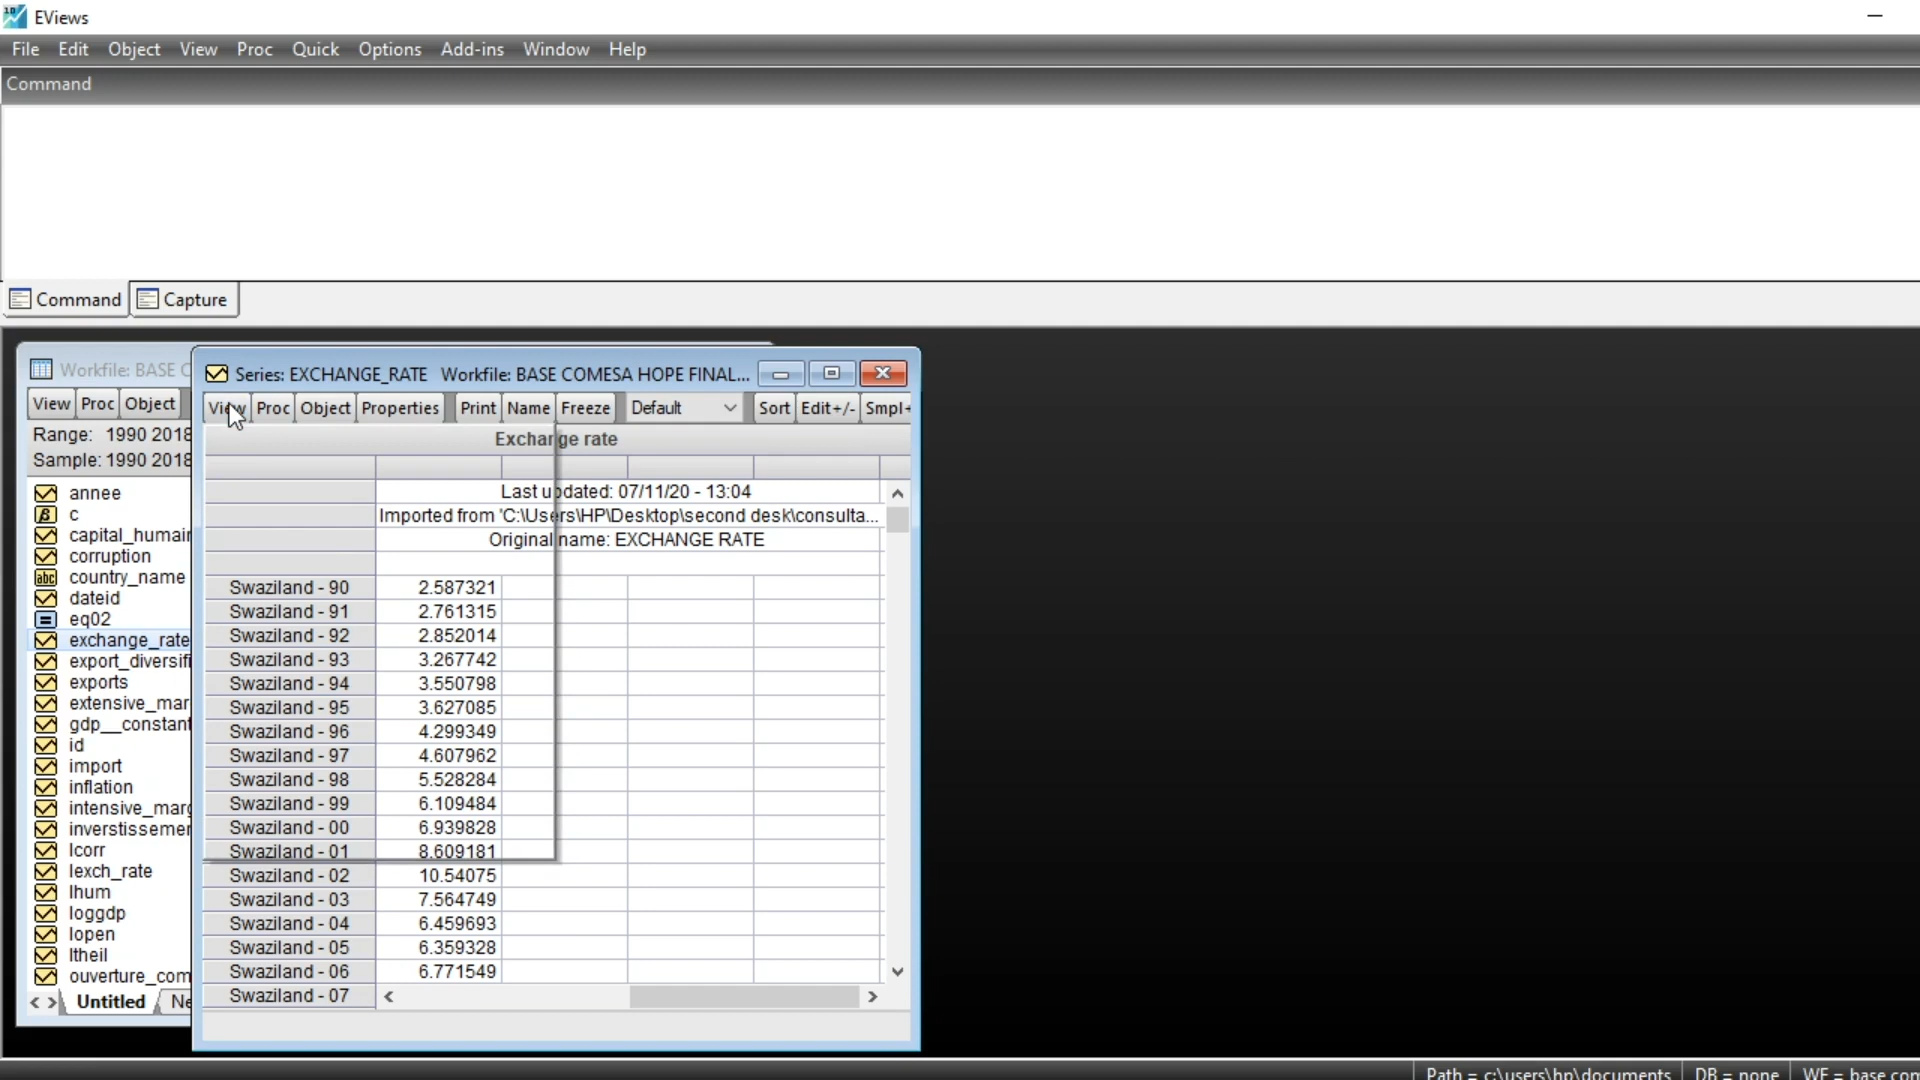 EViews
File Edit Object View Proc Quick Options Add-ins Window Help
Command
Command Capture
Workfile: BASE C
View Proc Object
Range: 1990 2018
Sample: 1990 2018
annee
c
capital_humain
corruption
country_name
dateid
eq02
exchange_rate
export_diversifi
exports
extensive_mar
gdp__constant
id
import
inflation
intensive_marg
inverstissemer
lcorr
lexch_rate
lhum
loggdp
lopen
ltheil
ouverture_com
Untitled Ne
Series: EXCHANGE_RATE Workfile: BASE COMESA HOPE FINAL...
View Proc Object Properties Print Name Freeze Default Sort Edit+/- Smpl+
Exchange rate
Last updated: 07/11/20 - 13:04
Imported from 'C:\Users\HP\Desktop\second desk\consulta...
Original name: EXCHANGE RATE
Swaziland - 90 2.587321
Swaziland - 91 2.761315
Swaziland - 92 2.852014
Swaziland - 93 3.267742
Swaziland - 94 3.550798
Swaziland - 95 3.627085
Swaziland - 96 4.299349
Swaziland - 97 4.607962
Swaziland - 98 5.528284
Swaziland - 99 6.109484
Swaziland - 00 6.939828
Swaziland - 01 8.609181
Swaziland - 02 10.54075
Swaziland - 03 7.564749
Swaziland - 04 6.459693
Swaziland - 05 6.359328
Swaziland - 06 6.771549
Swaziland - 07
Path = c:\users\hp\documents DB = none WF = base com